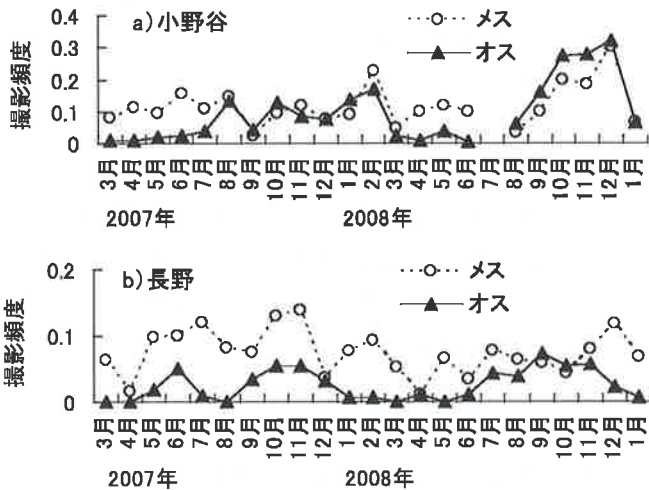 a)小野谷
メス
オス
撮影頻度
0.4
0.3
0.2
0.1
0
3月 4月 5月 6月 7月 8月 9月 10月 11月 12月 1月 2月 3月 4月 5月 6月 7月 8月 9月 10月 11月 12月 1月
2007年 2008年
b)長野
メス
オス
撮影頻度
0.2
0.1
0
3月 4月 5月 6月 7月 8月 9月 10月 11月 12月 1月 2月 3月 4月 5月 6月 7月 8月 9月 10月 11月 12月 1月
2007年 2008年